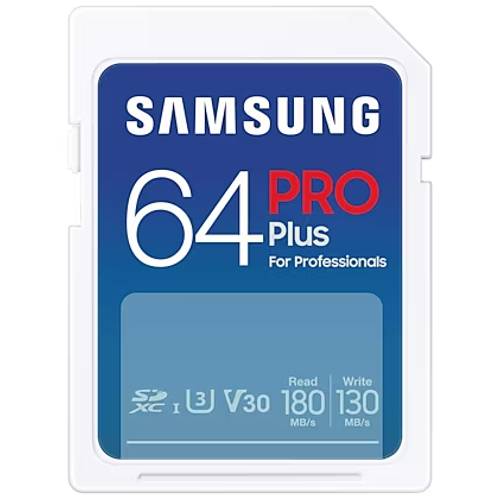 SAMSUNG
64 PRO
Plus
For Professionals
SD XC I U3 V30 Read 180 MB/s Write 130 MB/s